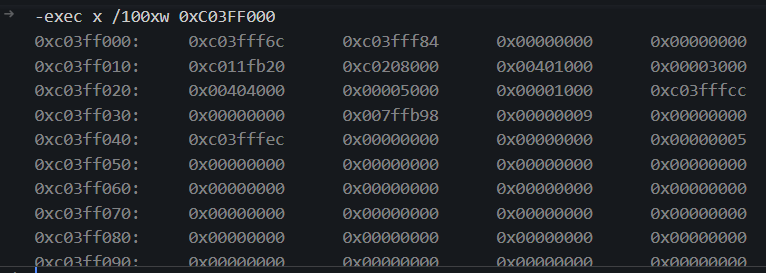 -exec x /100xw 0xC03FF000
0xc03ff000: 0xc03fff6c 0xc03fff84 0x00000000 0x00000000
0xc03ff010: 0xc011fb20 0xc0208000 0x00401000 0x00003000
0xc03ff020: 0x00404000 0x00005000 0x00001000 0xc03fffcc
0xc03ff030: 0x00000000 0x007ffb98 0x00000009 0x00000000
0xc03ff040: 0xc03fffec 0x00000000 0x00000000 0x00000005
0xc03ff050: 0x00000000 0x00000000 0x00000000 0x00000000
0xc03ff060: 0x00000000 0x00000000 0x00000000 0x00000000
0xc03ff070: 0x00000000 0x00000000 0x00000000 0x00000000
0xc03ff080: 0x00000000 0x00000000 0x00000000 0x00000000
0xc03ff090: 0x00000000 0x00000000 0x00000000 0x00000000